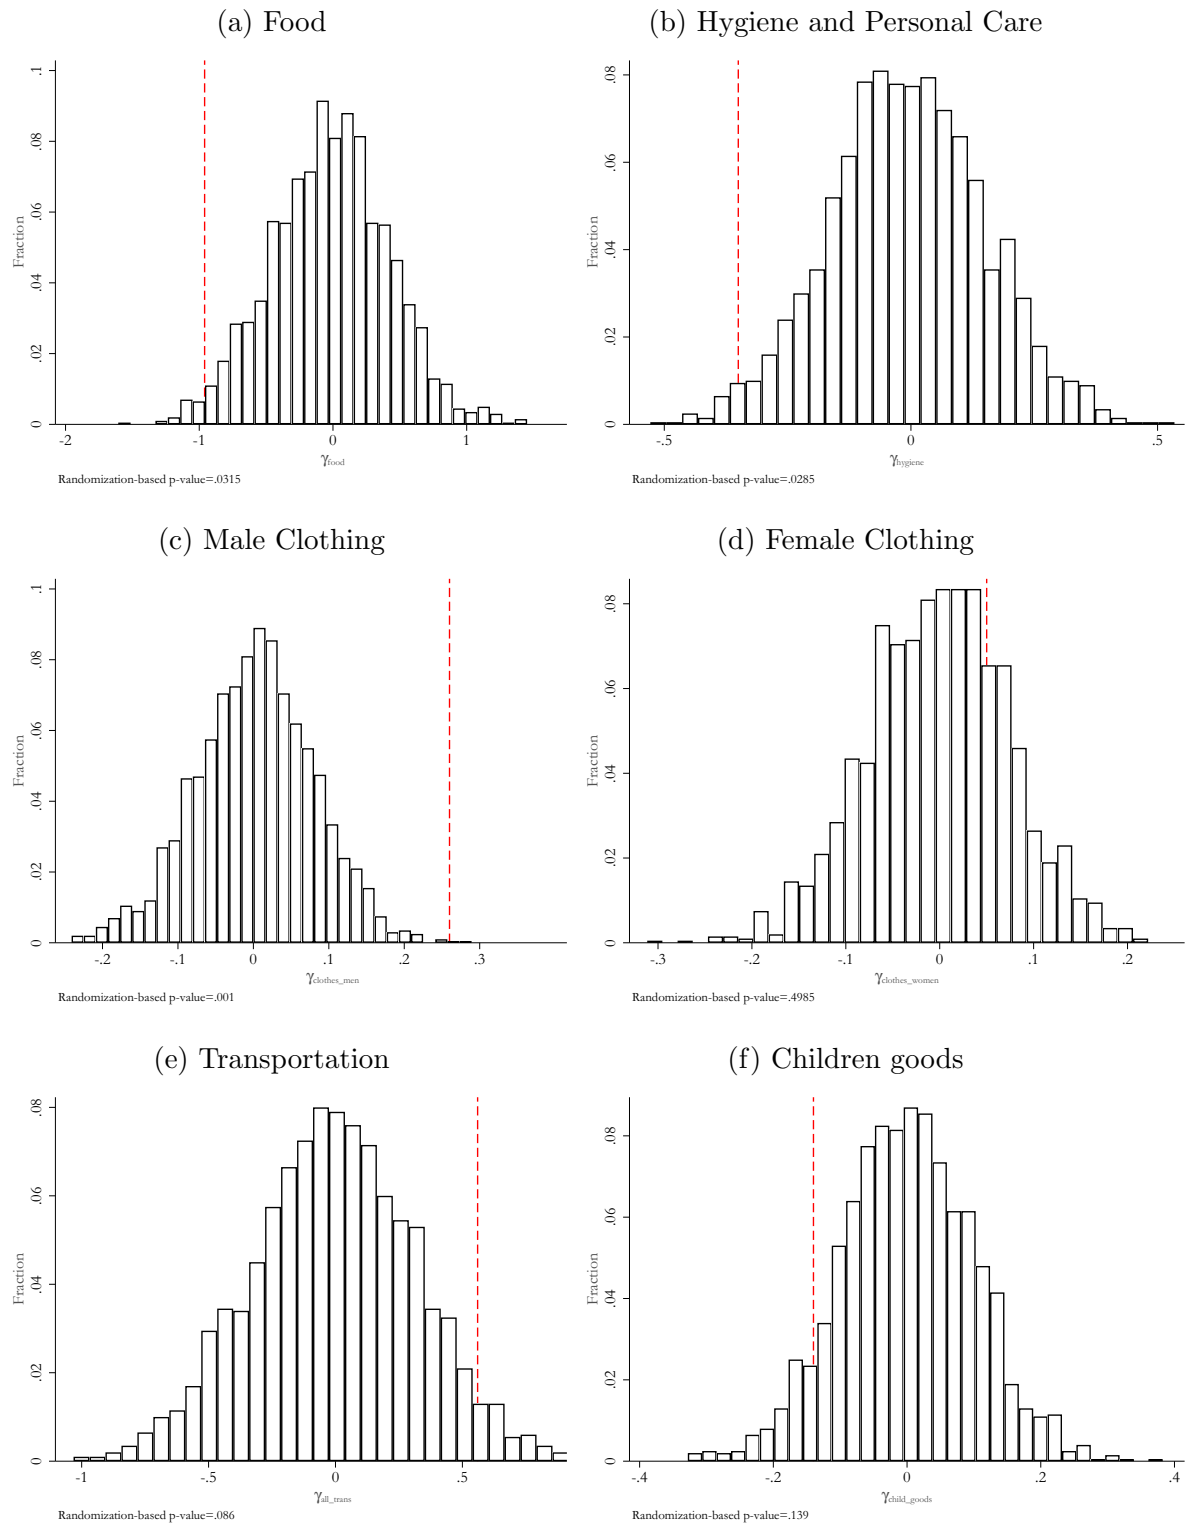 (a) Food
.1
.08
.06
.04
.02
0
Fraction
-2 -1 0 1
γfood
Randomization-based p-value=.0315
(b) Hygiene and Personal Care
.08
.06
.04
.02
0
Fraction
-.5 0 .5
γhygiene
Randomization-based p-value=.0285
(c) Male Clothing
.1
.08
.06
.04
.02
0
Fraction
-.2 -.1 0 .1 .2 .3
γclothes_men
Randomization-based p-value=.001
(d) Female Clothing
.08
.06
.04
.02
0
Fraction
-.3 -.2 -.1 0 .1 .2
γclothes_women
Randomization-based p-value=.4985
(e) Transportation
.08
.06
.04
.02
0
Fraction
-1 -.5 0 .5
γall_trans
Randomization-based p-value=.086
(f) Children goods
.08
.06
.04
.02
0
Fraction
-.4 -.2 0 .2 .4
γchild_goods
Randomization-based p-value=.139